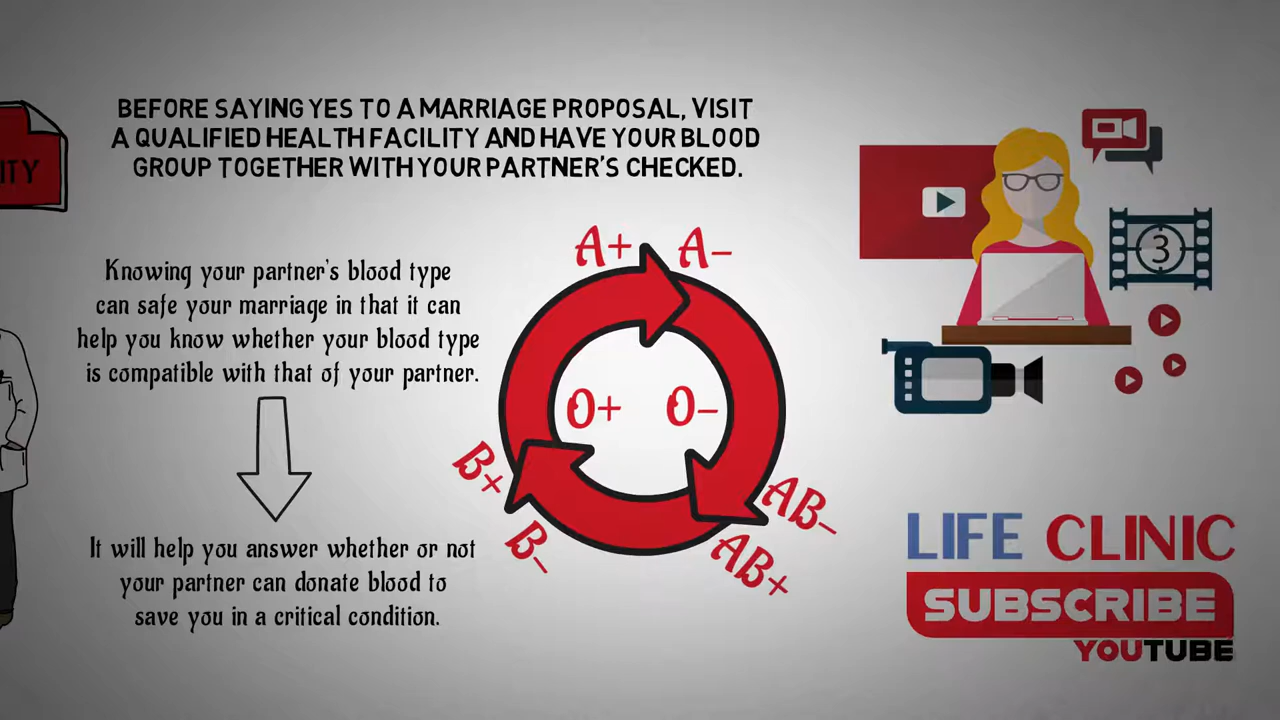 BEFORE SAYING YES TO A MARRIAGE PROPOSAL, VISIT
A QUALIFIED HEALTH FACILITY AND HAVE YOUR BLOOD
GROUP TOGETHER WITH YOUR PARTNER'S CHECKED.
ITY
Knowing your partner's blood type
can safe your marriage in that it can
help you know whether your blood type
is compatible with that of your partner.
It will help you answer whether or not
your partner can donate blood to
save you in a critical condition.
A+ A-
O+ O-
B+
B-
AB-
AB+
3
LIFE CLINIC
SUBSCRIBE
YOUTUBE